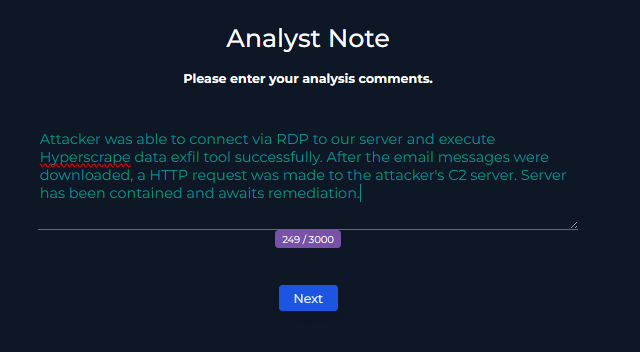 Analyst Note
Please enter your analysis comments.
Attacker was able to connect via RDP to our server and execute
Hyperscrape data exfil tool successfully. After the email messages were
downloaded, a HTTP request was made to the attacker's C2 server. Server
has been contained and awaits remediation.
249 / 3000
Next